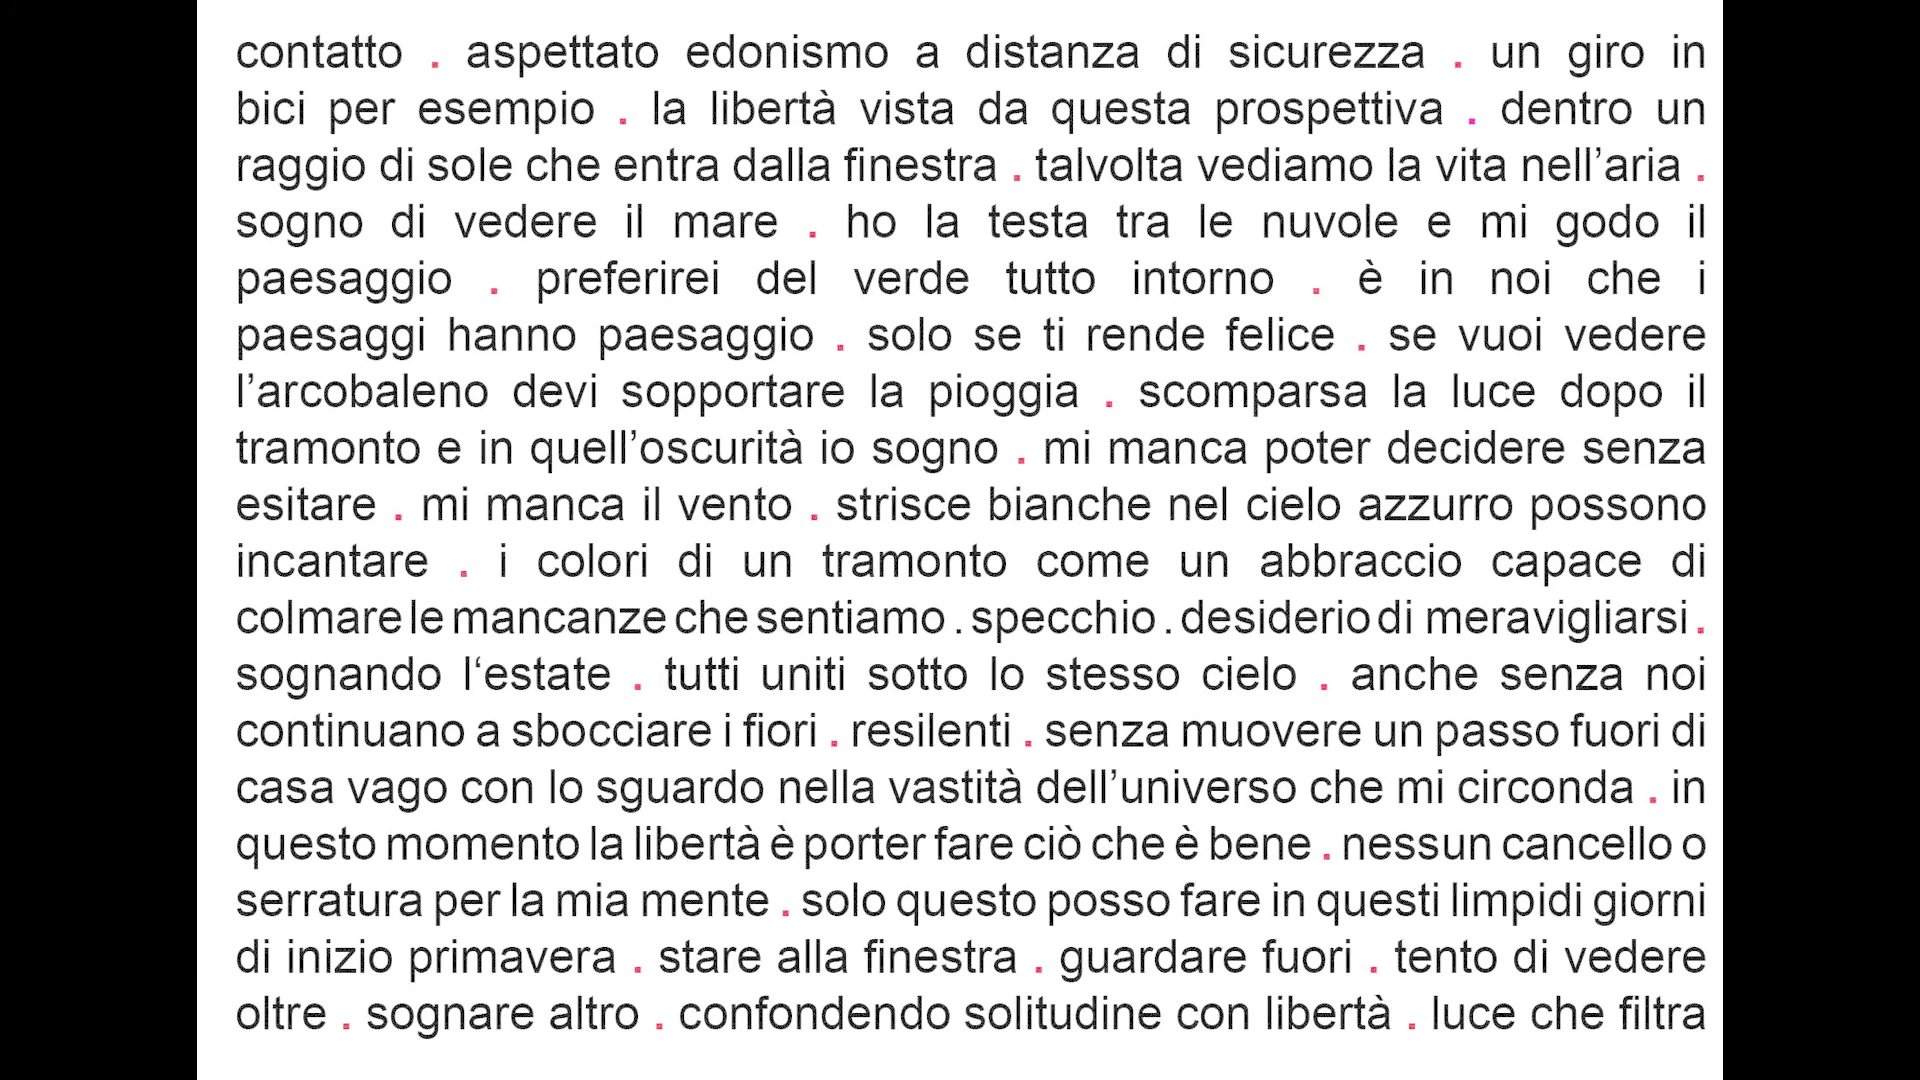 contatto . aspettato edonismo a distanza di sicurezza . un giro in
bici per esempio . la libertà vista da questa prospettiva . dentro un
raggio di sole che entra dalla finestra . talvolta vediamo la vita nell’aria .
sogno di vedere il mare . ho la testa tra le nuvole e mi godo il
paesaggio . preferirei del verde tutto intorno . è in noi che i
paesaggi hanno paesaggio . solo se ti rende felice . se vuoi vedere
l’arcobaleno devi sopportare la pioggia . scomparsa la luce dopo il
tramonto e in quell’oscurità io sogno . mi manca poter decidere senza
esitare . mi manca il vento . strisce bianche nel cielo azzurro possono
incantare . i colori di un tramonto come un abbraccio capace di
colmare le mancanze che sentiamo . specchio . desiderio di meravigliarsi .
sognando l‘estate . tutti uniti sotto lo stesso cielo . anche senza noi
continuano a sbocciare i fiori . resilenti . senza muovere un passo fuori di
casa vago con lo sguardo nella vastità dell’universo che mi circonda . in
questo momento la libertà è porter fare ciò che è bene . nessun cancello o
serratura per la mia mente . solo questo posso fare in questi limpidi giorni
di inizio primavera . stare alla finestra . guardare fuori . tento di vedere
oltre . sognare altro . confondendo solitudine con libertà . luce che filtra